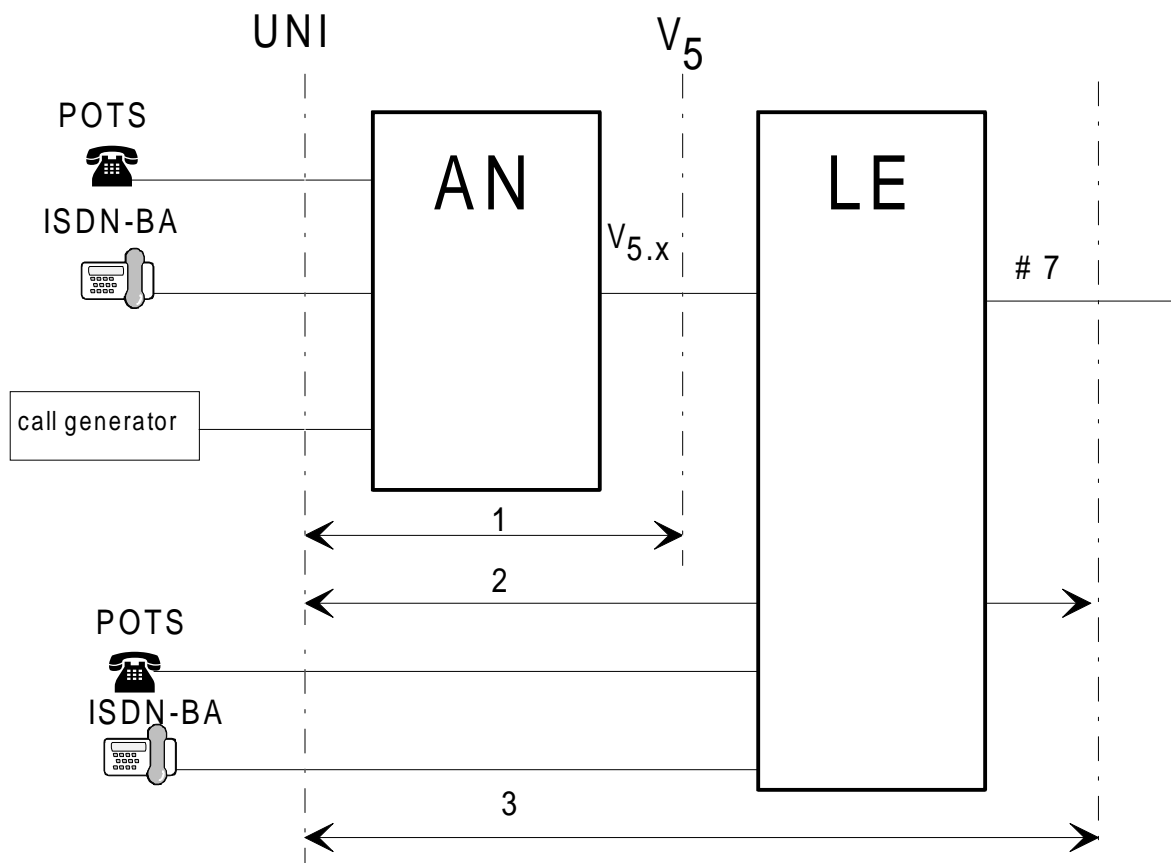 UNI
V5
POTS
AN
LE
ISDN-BA
V5.x
# 7
call generator
1
2
POTS
ISDN-BA
3